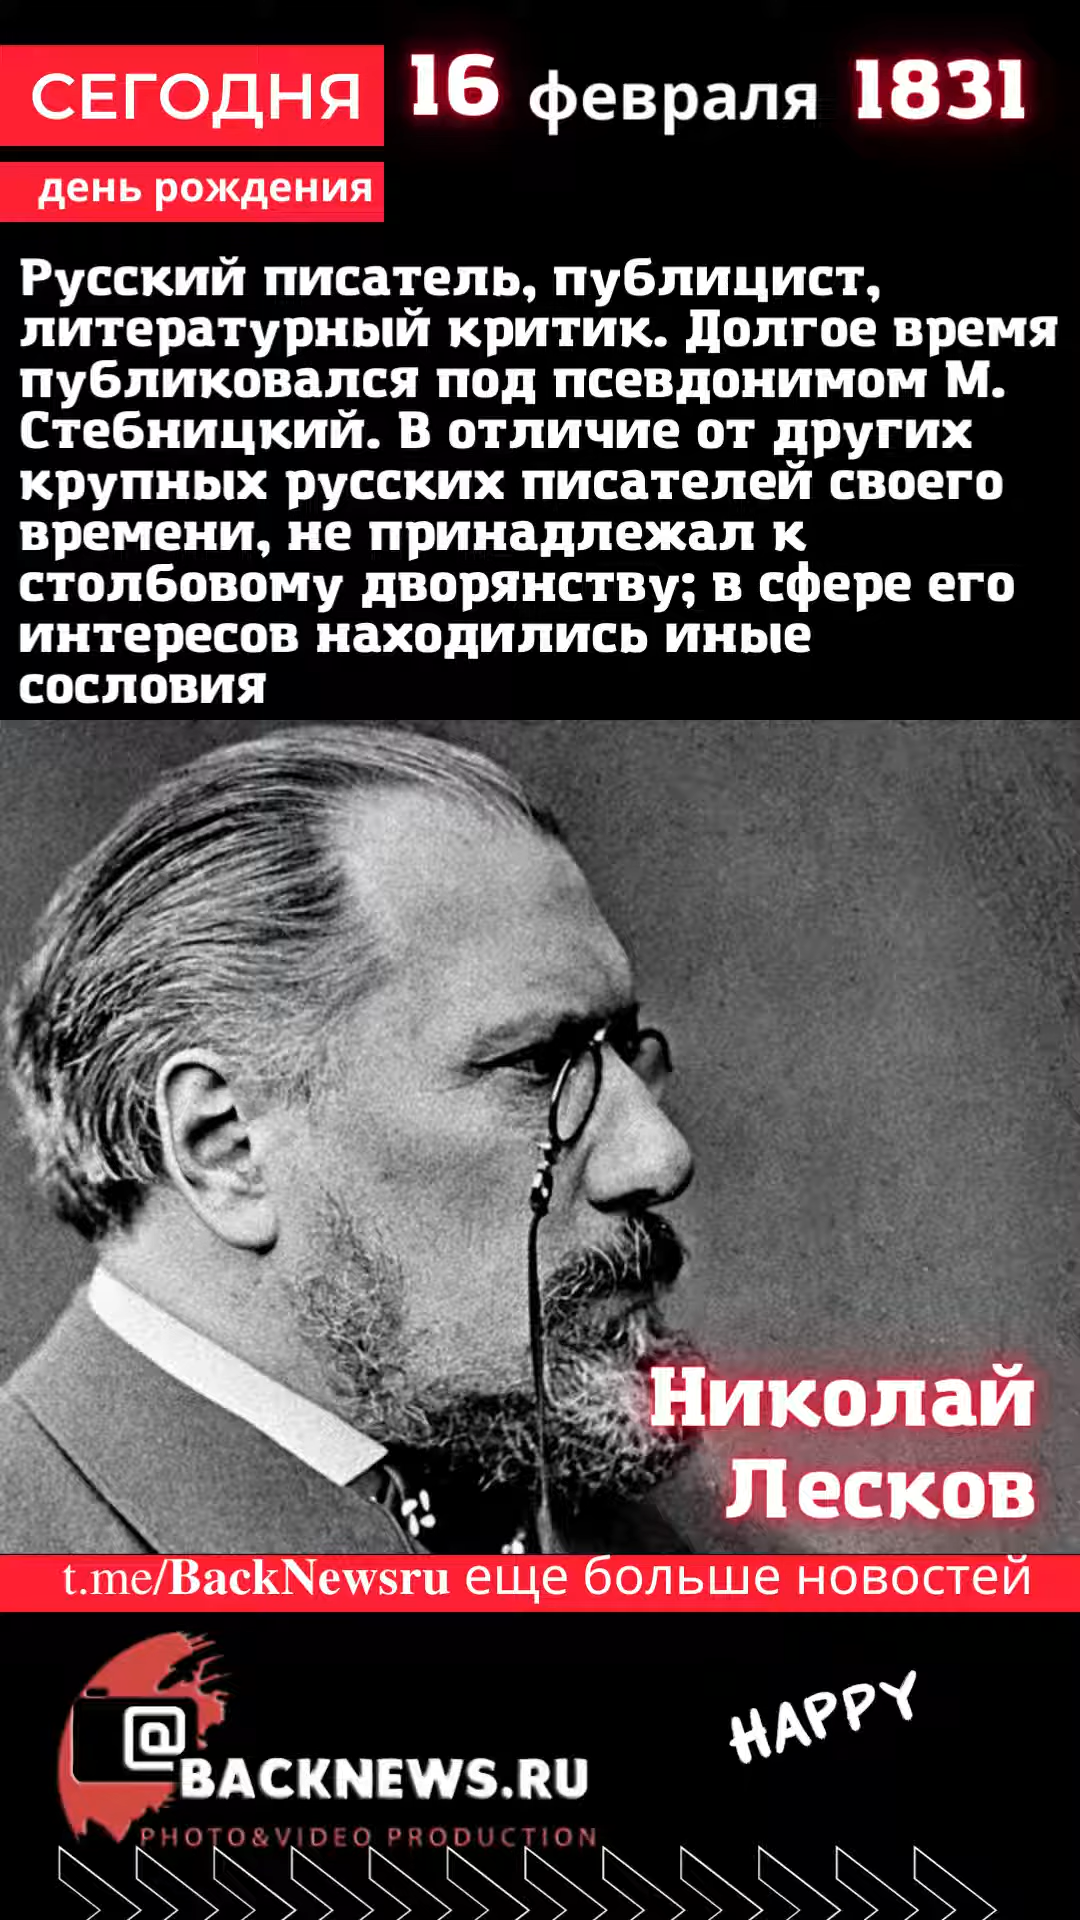 СЕГОДНЯ 16 февраля 1831
день рождения
Русский писатель, публицист,
литературный критик. Долгое время
публиковался под псевдонимом М.
Стебницкий. В отличие от других
крупных русских писателей своего
времени, не принадлежал к
столбовому дворянству; в сфере его
интересов находились иные
сословия
Николай
Лесков
t.me/BackNewsru еще больше новостей
HAPPY
@BACKNEWS.RU
PHOTO&VIDEO PRODUCTION